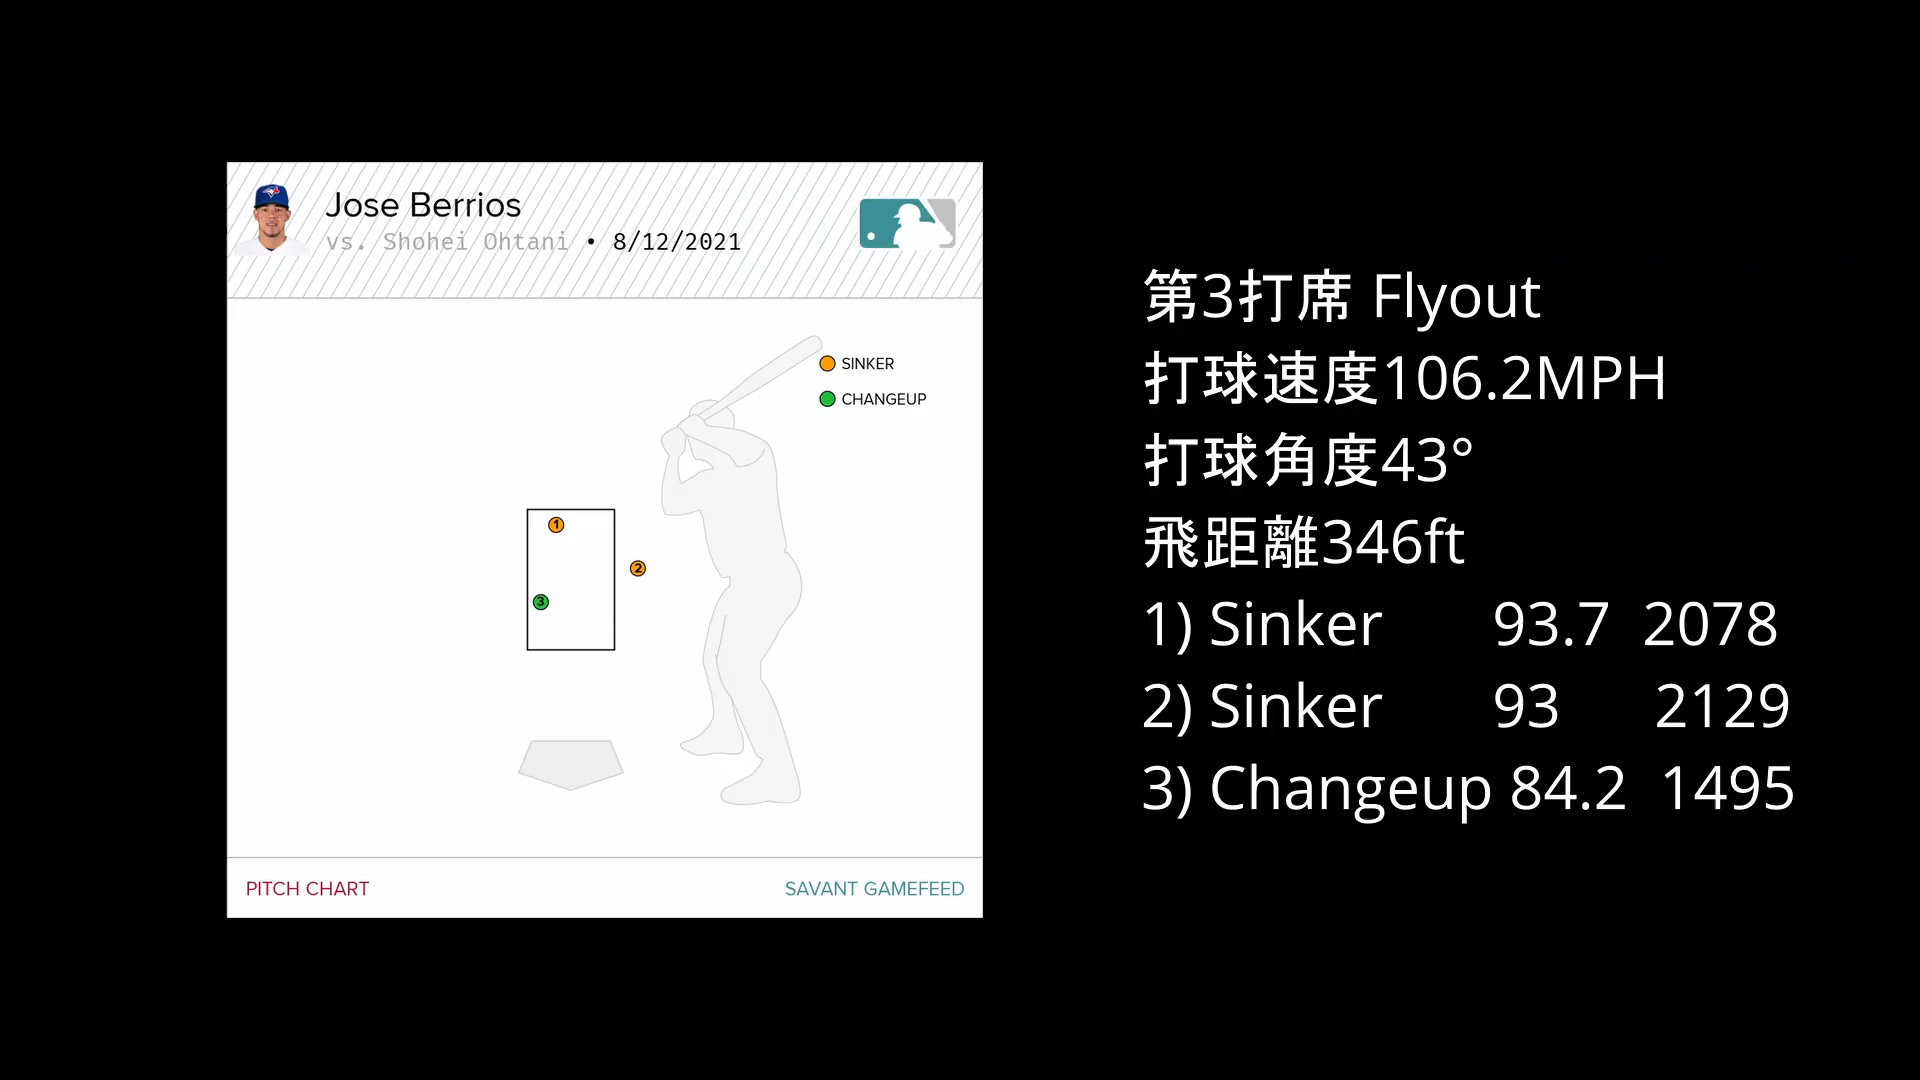 Jose Berrios
vs. Shohei Ohtani • 8/12/2021
SINKER
CHANGEUP
1
2
3
PITCH CHART
SAVANT GAMEFEED
第3打席 Flyout
打球速度106.2MPH
打球角度43°
飛距離346ft
1) Sinker 93.7 2078
2) Sinker 93 2129
3) Changeup 84.2 1495